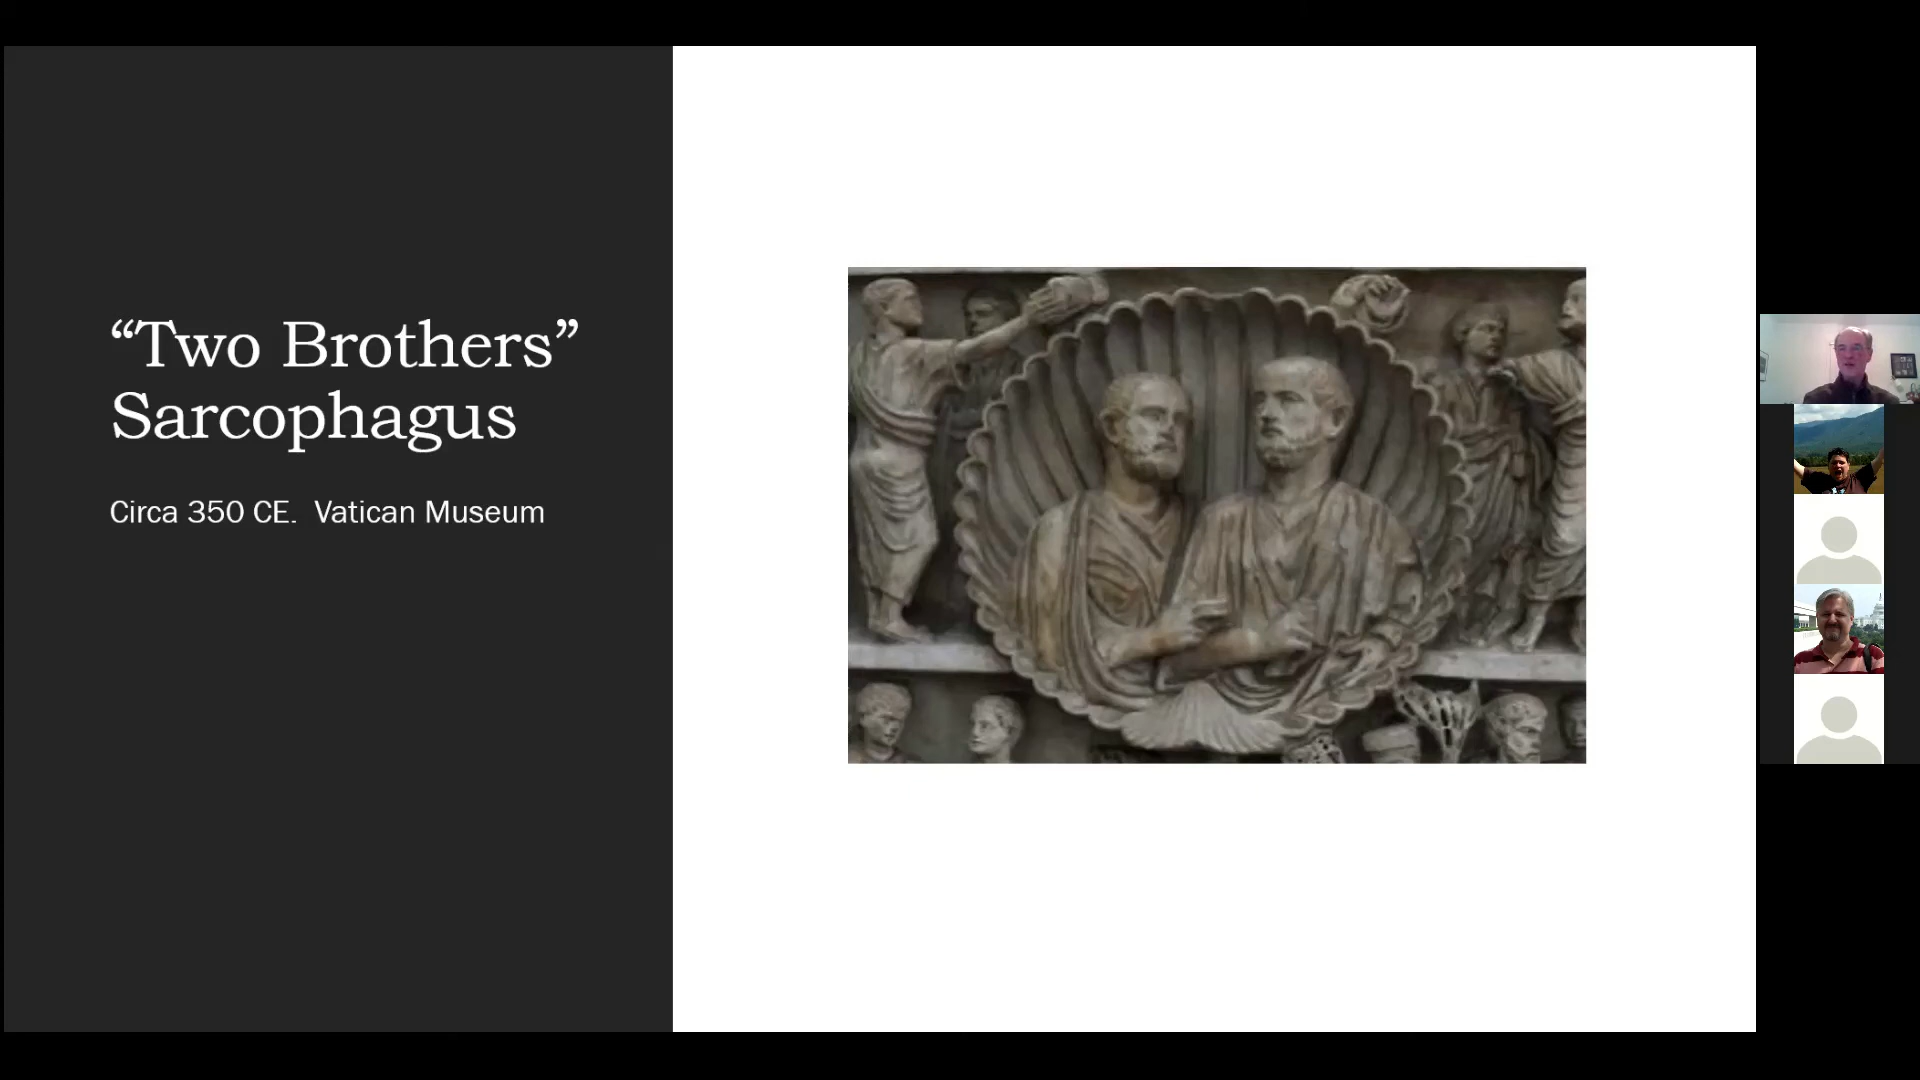 “Two Brothers”
Sarcophagus
Circa 350 CE.  Vatican Museum